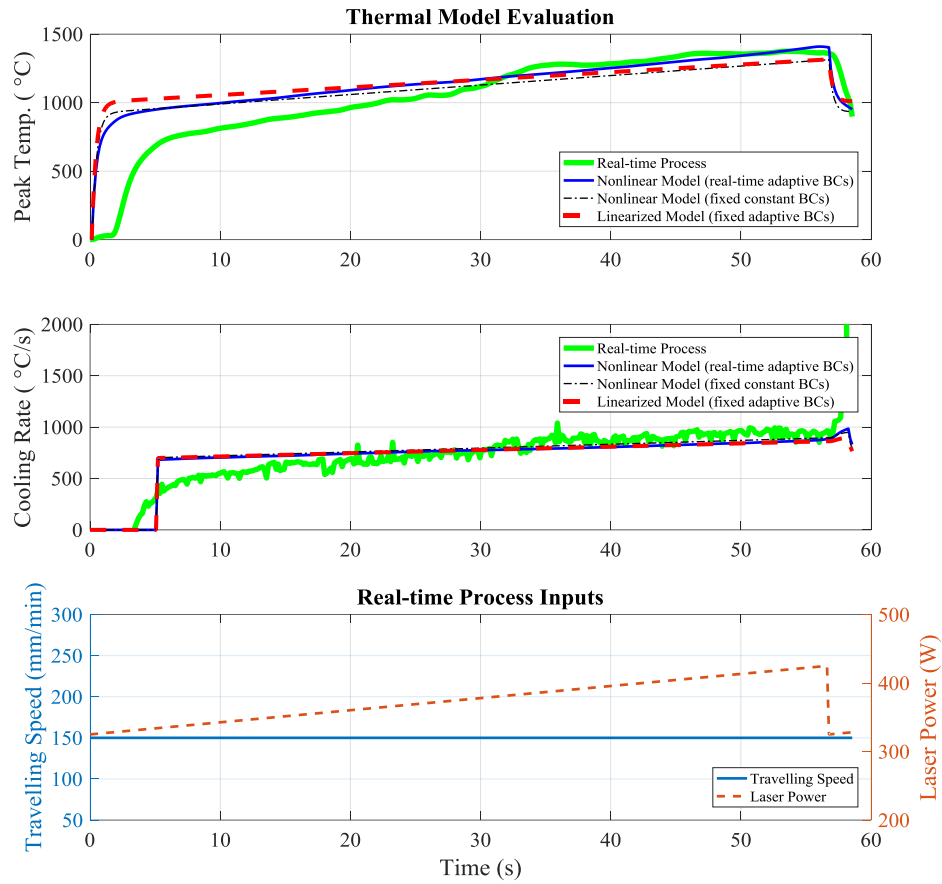 Thermal Model Evaluation
Peak Temp. ( °C)
1500
1000
500
0
Real-time Process
Nonlinear Model (real-time adaptive BCs)
Nonlinear Model (fixed constant BCs)
Linearized Model (fixed adaptive BCs)
0 10 20 30 40 50 60
Cooling Rate ( °C/s)
2000
1500
1000
500
0
Real-time Process
Nonlinear Model (real-time adaptive BCs)
Nonlinear Model (fixed constant BCs)
Linearized Model (fixed adaptive BCs)
0 10 20 30 40 50 60
Real-time Process Inputs
Travelling Speed (mm/min)
300
250
200
150
100
50
500
400
300
200
Laser Power (W)
Travelling Speed
Laser Power
0 10 20 30 40 50 60
Time (s)